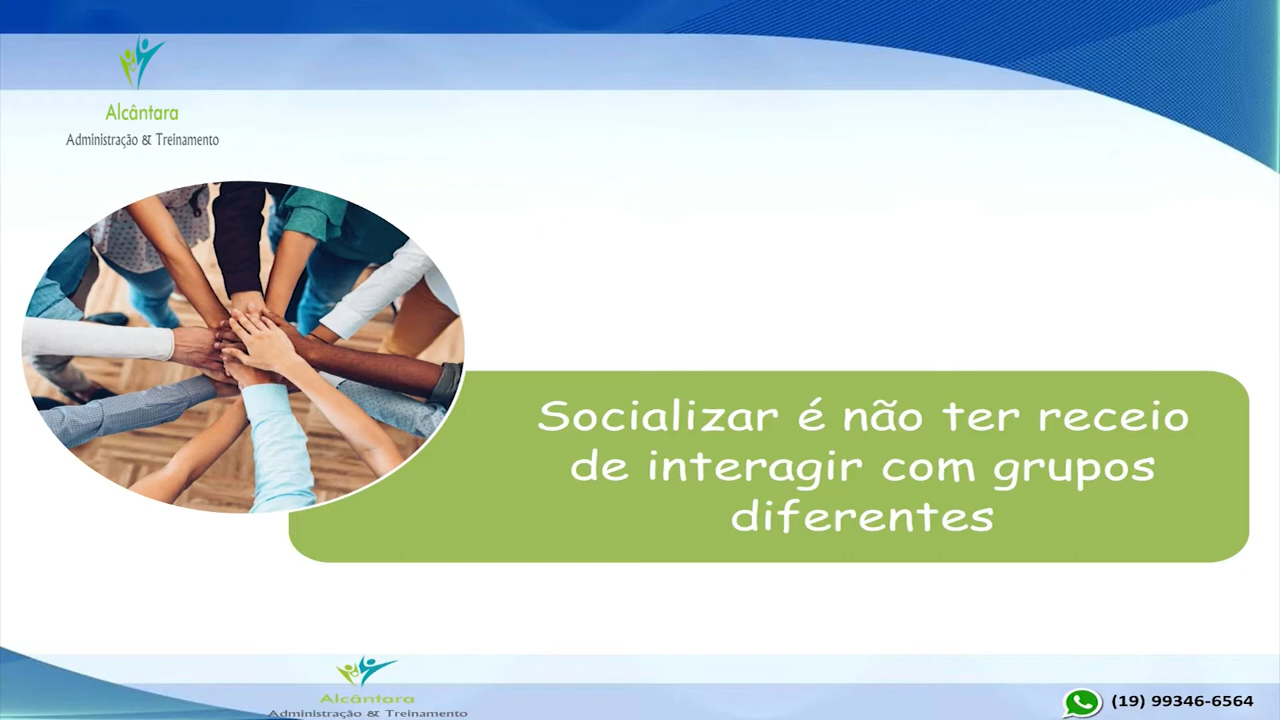 Alcântara
Administração & Treinamento
Socializar é não ter receio
de interagir com grupos
diferentes
Alcântara
Administração & Treinamento
(19) 99346-6564